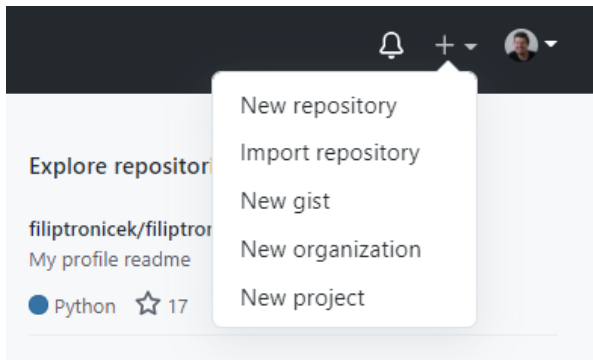 New repository
Import repository
New gist
New organization
New project
Explore repositori
filiptronicek/filiptror
My profile readme
Python 17